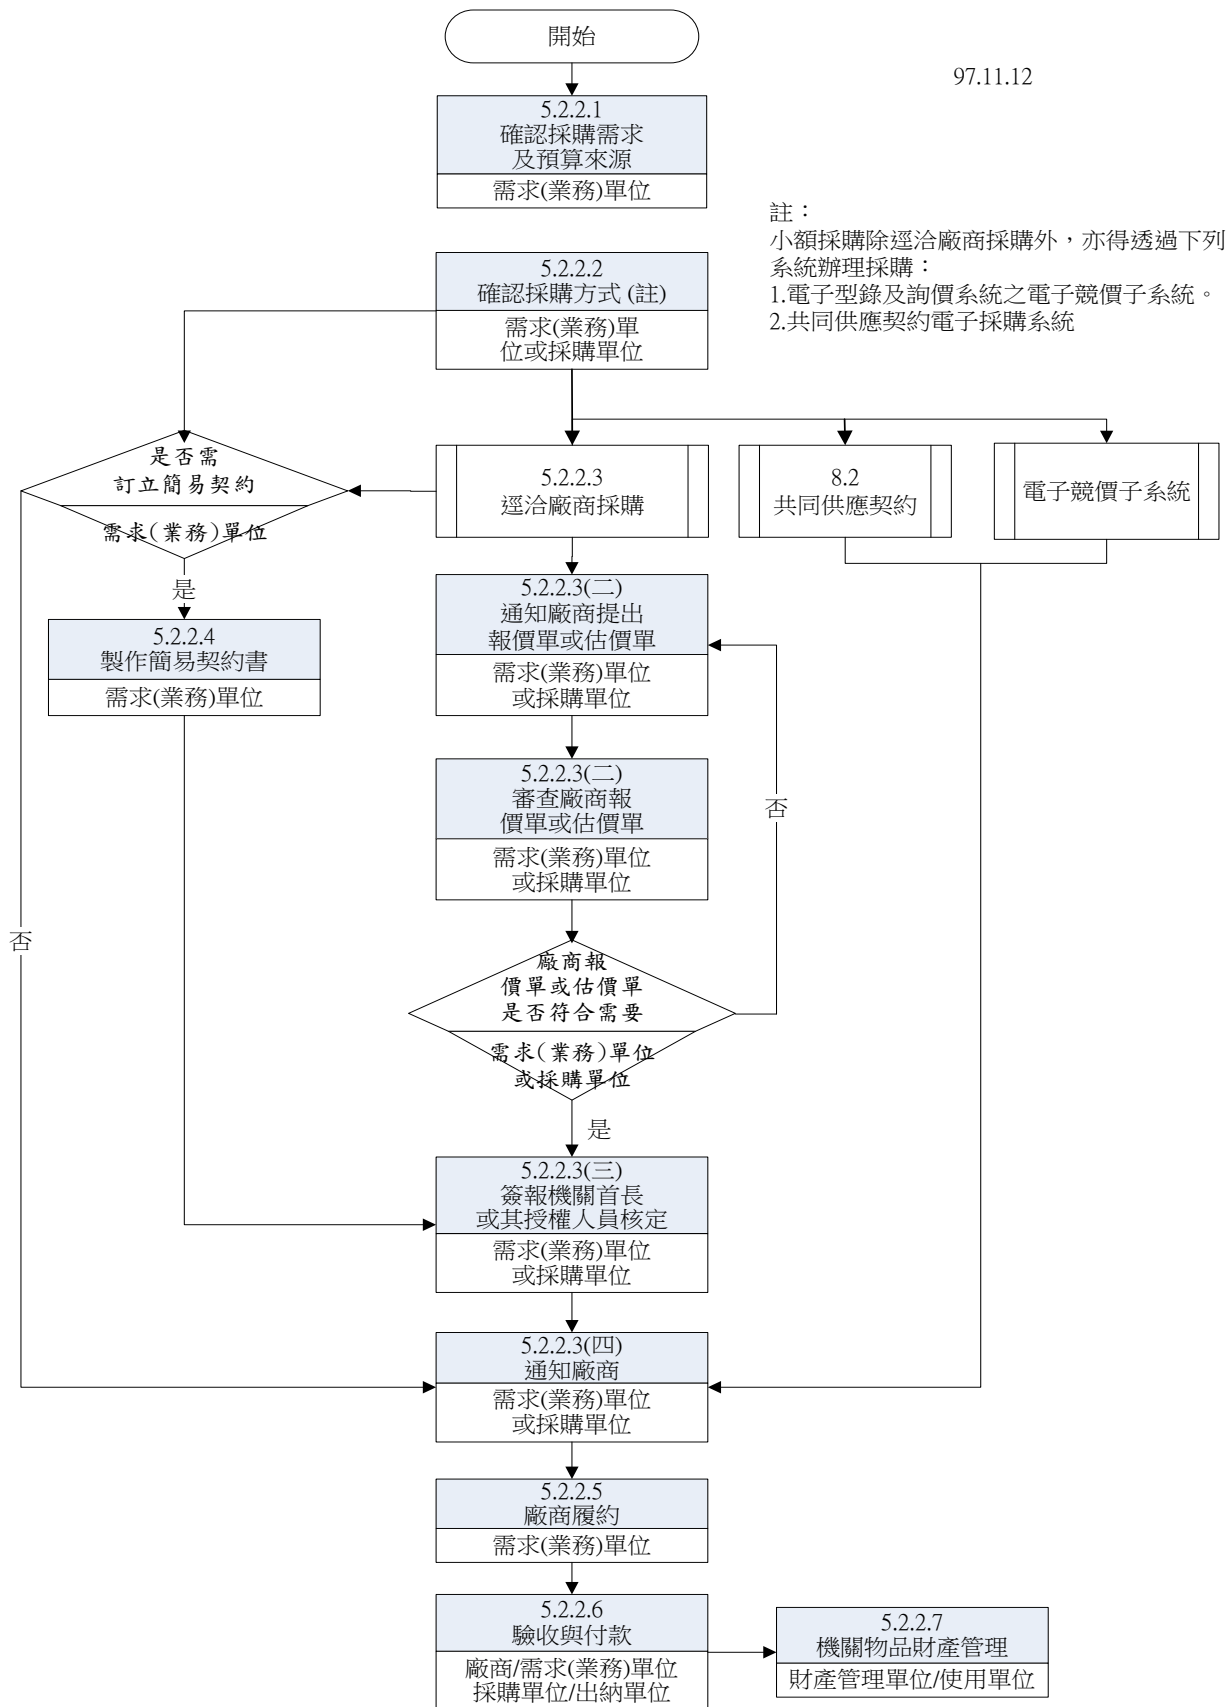 開始
97.11.12
5.2.2.1
確認採購需求
及預算來源
需求(業務)單位
註：
小額採購除逕洽廠商採購外，亦得透過下列
系統辦理採購：
1.電子型錄及詢價系統之電子競價子系統。
2.共同供應契約電子採購系統
5.2.2.2
確認採購方式 (註)
需求(業務)單
位或採購單位
是否需
訂立簡易契約
需求(業務)單位
5.2.2.3
逕洽廠商採購
8.2
共同供應契約
電子競價子系統
是
5.2.2.4
製作簡易契約書
需求(業務)單位
5.2.2.3(二)
通知廠商提出
報價單或估價單
需求(業務)單位
或採購單位
5.2.2.3(二)
審查廠商報
價單或估價單
需求(業務)單位
或採購單位
否
否
廠商報
價單或估價單
是否符合需要
需求(業務)單位
或採購單位
是
5.2.2.3(三)
簽報機關首長
或其授權人員核定
需求(業務)單位
或採購單位
5.2.2.3(四)
通知廠商
需求(業務)單位
或採購單位
5.2.2.5
廠商履約
需求(業務)單位
5.2.2.6
驗收與付款
廠商/需求(業務)單位
採購單位/出納單位
5.2.2.7
機關物品財產管理
財產管理單位/使用單位